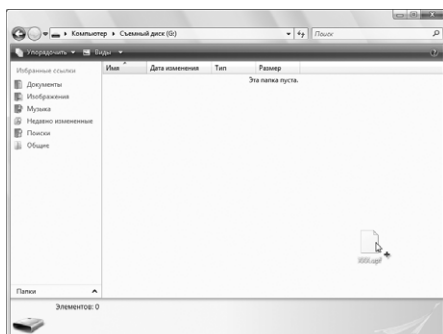 Компьютер ▸ Съемный диск (G:)
Поиск
Упорядочить
Виды
Избранные ссылки
Имя
Дата изменения
Тип
Размер
Эта папка пуста.
Документы
Изображения
Музыка
Недавно измененные
Поиски
Общие
Папки
Элементов: 0